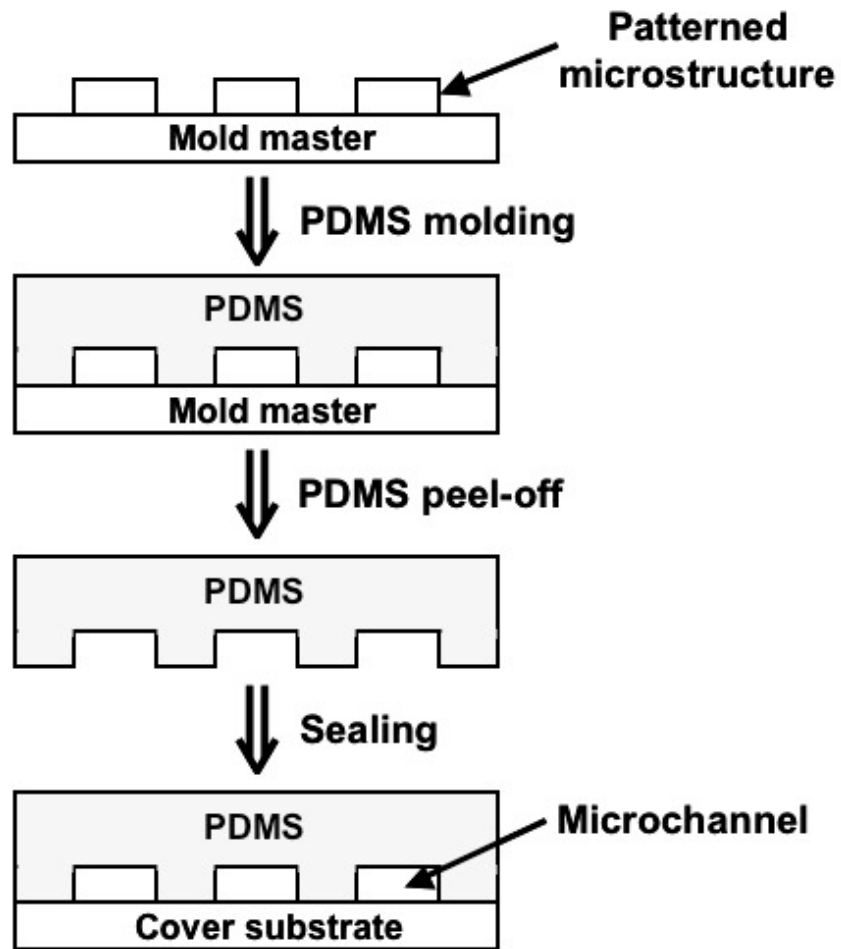 Patterned
microstructure
Mold master
PDMS molding
PDMS
Mold master
PDMS peel-off
PDMS
Sealing
PDMS
Microchannel
Cover substrate